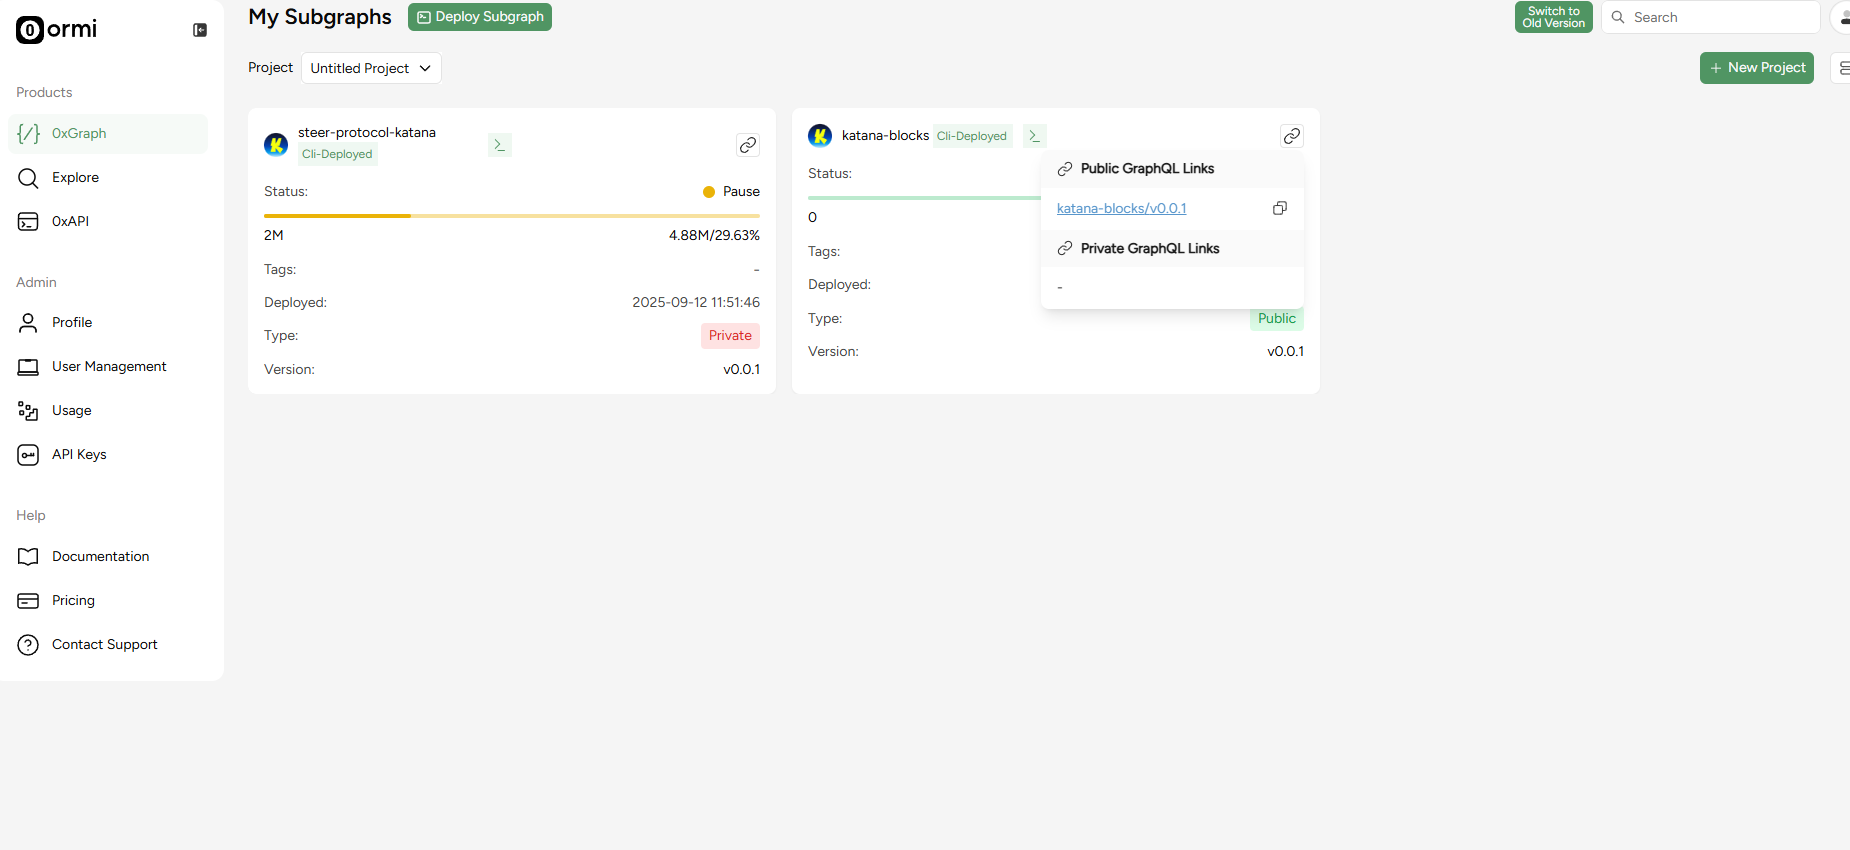 ormi
Products
0xGraph
Explore
0xAPI
Admin
Profile
User Management
Usage
API Keys
Help
Documentation
Pricing
Contact Support
My Subgraphs
Deploy Subgraph
Switch to
Old Version
Search
Project
Untitled Project
+ New Project
steer-protocol-katana
Cli-Deployed
Status:
Pause
2M
4.88M/29.63%
Tags:
-
Deployed:
2025-09-12 11:51:46
Type:
Private
Version:
v0.0.1
katana-blocks
Cli-Deployed
Status:
0
Tags:
Deployed:
Type:
Public
Version:
v0.0.1
Public GraphQL Links
katana-blocks/v0.0.1
Private GraphQL Links
-